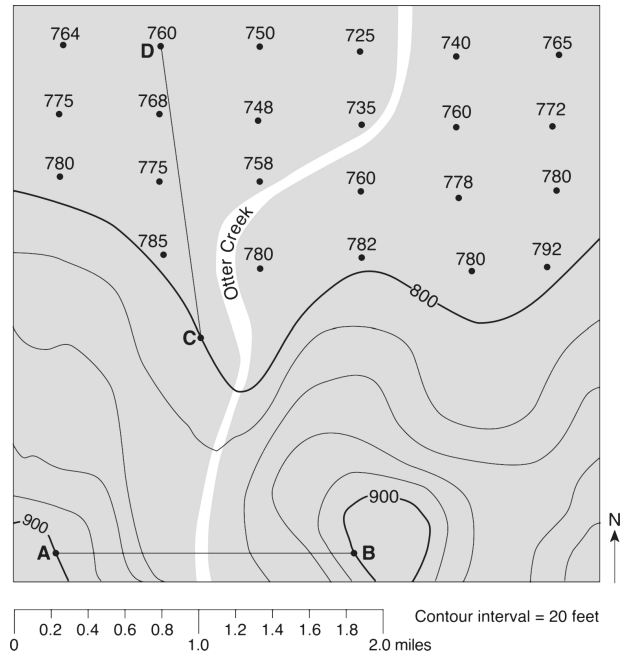 764 760 750 725 740 765
D
775 768 748 735 760 772
780 775 758 760 778 780
785 780 782 780 792
Otter Creek
800
C
900 900
A B
N
0 0.2 0.4 0.6 0.8 1.0 1.2 1.4 1.6 1.8 2.0 miles
Contour interval = 20 feet